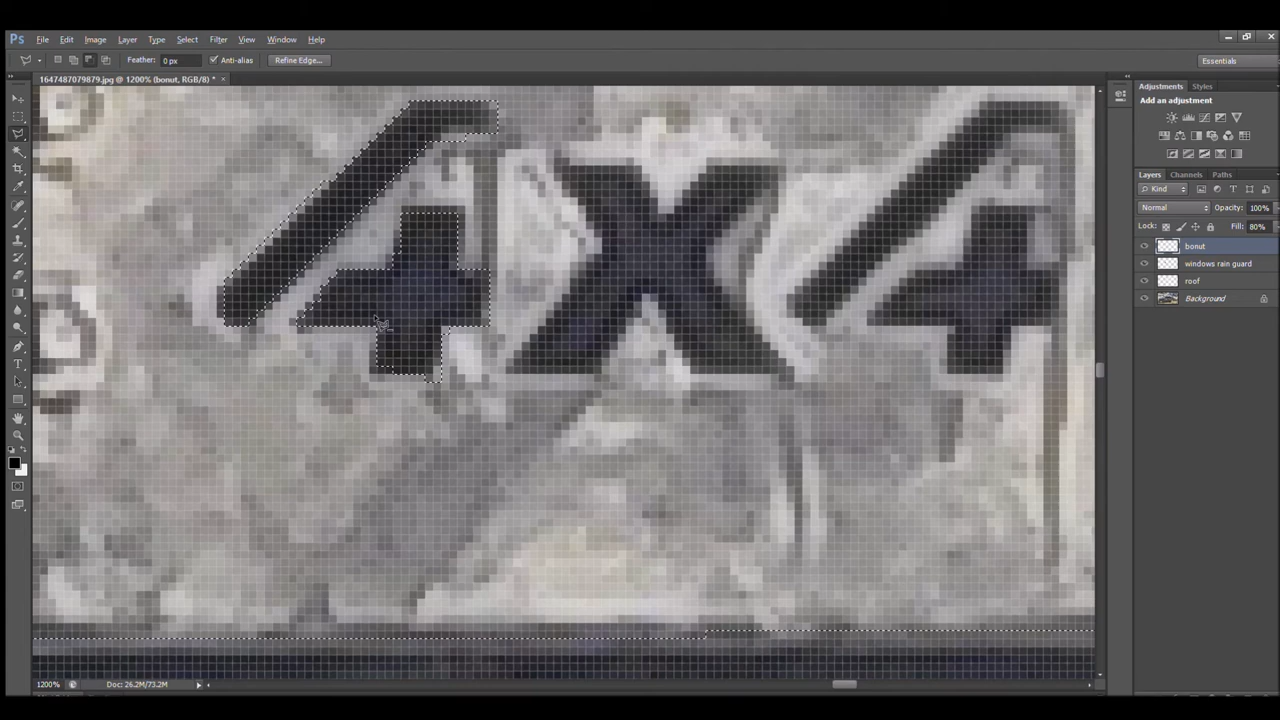 Ps File Edit Image Layer Type Select Filter View Window Help
Feather: 0 px Anti-alias Refine Edge... Essentials
1647487079879.jpg @ 1200% (bonut, RGB/8) * ×
Adjustments Styles
Add an adjustment
Layers Channels Paths
Kind
Normal Opacity: 100%
Lock: Fill: 80%
bonut
windows rain guard
roof
Background
4X4
1200% Doc: 26.2M/73.2M